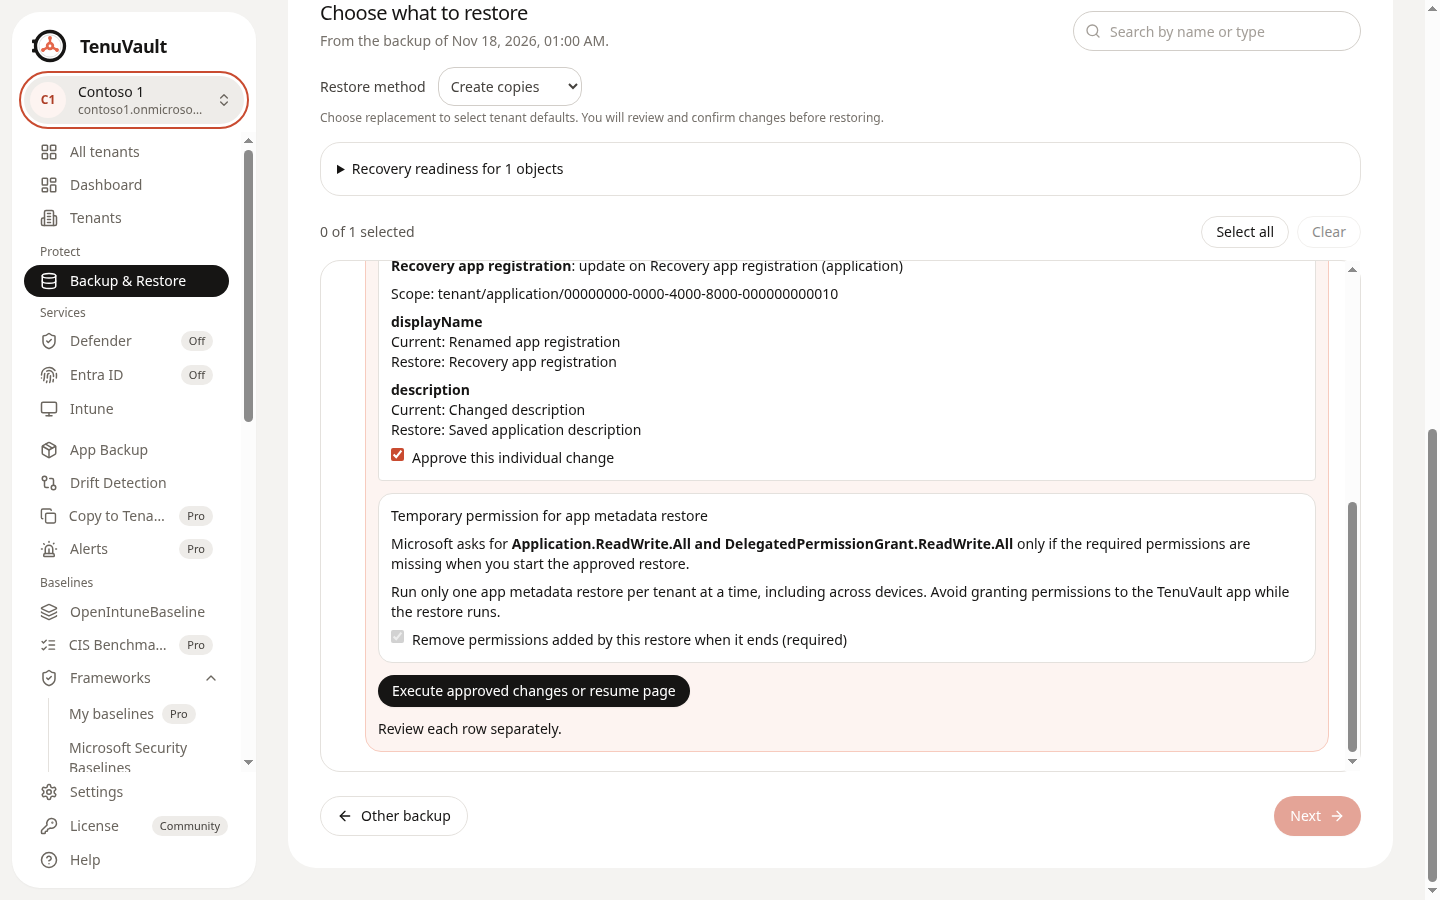 TenuVault
C1
Contoso 1
contoso1.onmicroso...
All tenants
Dashboard
Tenants
Protect
Backup & Restore
Services
Defender Off
Entra ID Off
Intune
App Backup
Drift Detection
Copy to Tena... Pro
Alerts Pro
Baselines
OpenIntuneBaseline
CIS Benchma... Pro
Frameworks
My baselines Pro
Microsoft Security
Baselines
Settings
License Community
Help
Choose what to restore
From the backup of Nov 18, 2026, 01:00 AM.
Search by name or type
Restore method Create copies
Choose replacement to select tenant defaults. You will review and confirm changes before restoring.
Recovery readiness for 1 objects
0 of 1 selected
Select all
Clear
Recovery app registration: update on Recovery app registration (application)
Scope: tenant/application/00000000-0000-4000-8000-000000000010
displayName
Current: Renamed app registration
Restore: Recovery app registration
description
Current: Changed description
Restore: Saved application description
Approve this individual change
Temporary permission for app metadata restore
Microsoft asks for Application.ReadWrite.All and DelegatedPermissionGrant.ReadWrite.All only if the required permissions are
missing when you start the approved restore.
Run only one app metadata restore per tenant at a time, including across devices. Avoid granting permissions to the TenuVault app while
the restore runs.
Remove permissions added by this restore when it ends (required)
Execute approved changes or resume page
Review each row separately.
Other backup
Next